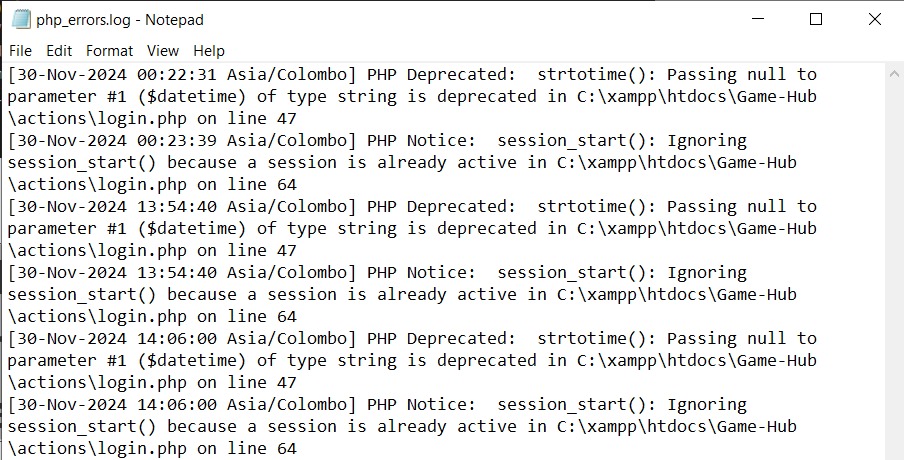 php_errors.log - Notepad
File Edit Format View Help
[30-Nov-2024 00:22:31 Asia/Colombo] PHP Deprecated:  strtotime(): Passing null to
parameter #1 ($datetime) of type string is deprecated in C:\xampp\htdocs\Game-Hub
\actions\login.php on line 47
[30-Nov-2024 00:23:39 Asia/Colombo] PHP Notice:  session_start(): Ignoring
session_start() because a session is already active in C:\xampp\htdocs\Game-Hub
\actions\login.php on line 64
[30-Nov-2024 13:54:40 Asia/Colombo] PHP Deprecated:  strtotime(): Passing null to
parameter #1 ($datetime) of type string is deprecated in C:\xampp\htdocs\Game-Hub
\actions\login.php on line 47
[30-Nov-2024 13:54:40 Asia/Colombo] PHP Notice:  session_start(): Ignoring
session_start() because a session is already active in C:\xampp\htdocs\Game-Hub
\actions\login.php on line 64
[30-Nov-2024 14:06:00 Asia/Colombo] PHP Deprecated:  strtotime(): Passing null to
parameter #1 ($datetime) of type string is deprecated in C:\xampp\htdocs\Game-Hub
\actions\login.php on line 47
[30-Nov-2024 14:06:00 Asia/Colombo] PHP Notice:  session_start(): Ignoring
session_start() because a session is already active in C:\xampp\htdocs\Game-Hub
\actions\login.php on line 64